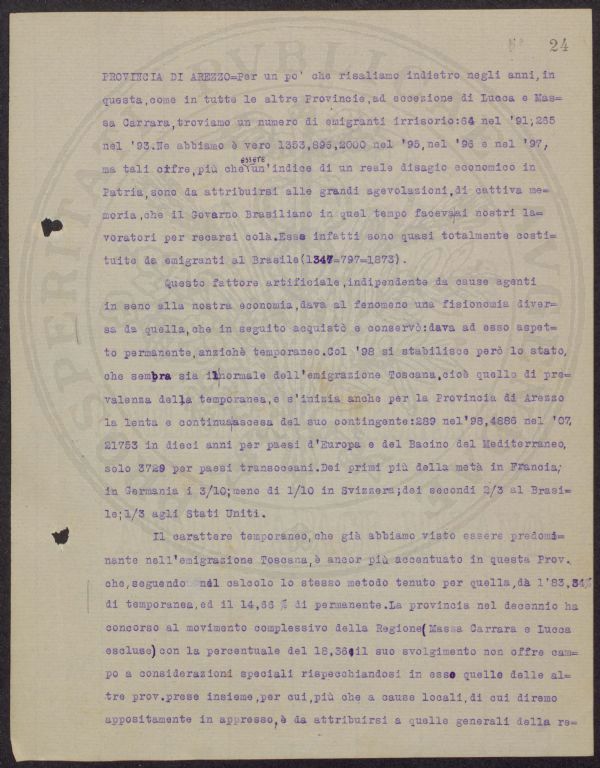 Nº 24
PROVINCIA DI AREZZO=Per un po' che risaliamo indietro negli anni,in
questa,come in tutte le altre Provincie,ad eccezione di Lucca e Mas=
sa Carrara,troviamo un numero di emigranti irrisorio:64 nel '91;265
nel '93.Ne abbiamo è vero 1353,895,2000 nel '95,nel '96 e nel '97,
essere
ma tali cifre,più che un'indice di un reale disagio economico in
Patria,sono da attribuirsi alle grandi agevolazioni,di cattiva me=
moria,che il Governo Brasiliano in quel tempo facevaai nostri la=
voratori per recarsi colà.Esse infatti sono quasi totalmente costi=
tuite da emigranti al Brasile(1347=797=1873).
Questo fattore artificiale,indipendente da cause agenti
in seno alla nostra economia,dava al fenomeno una fisionomia diver=
sa da quella,che in seguito acquistò e conservò:dava ad esso aspet=
to permanente,anzichè temporaneo.Col '98 si stabilisce però lo stato,
che sembra sia ilnormale dell'emigrazione Toscana,cioè quello di pre=
valenza della temporanea,e s'inizia anche per la Provincia di Arezzo
la lenta e continuaascesa del suo contingente:289 nel'98,4886 nel '07,
21753 in dieci anni per paesi d'Europa e del Bacino del Mediterraneo,
solo 3729 per paesi transoceani.Dei primi più della metà in Francia;
in Germania i 3/10;meno di 1/10 in Svizzera;dei secondi 2/3 al Brasi=
le;1/3 agli Stati Uniti.
Il carattere temporaneo,che già abbiamo visto essere predomi=
nante nell'emigrazione Toscana,è ancor più accentuato in questa Prov.
che,seguendo nel calcolo lo stesso metodo tenuto per quella,dà l'83,34%
di temporanea,ed il 14,66 % di permanente.La provincia nel decennio ha
concorso al movimento complessivo della Regione(Massa Carrara e Lucca
escluse)con la percentuale del 18,36;il suo svolgimento non offre cam=
po a considerazioni speciali rispecchiandosi in esso quelle delle al=
tre prov.prese insieme,per cui,più che a cause locali,di cui diremo
appositamente in appresso,è da attribuirsi a quelle generali della re=